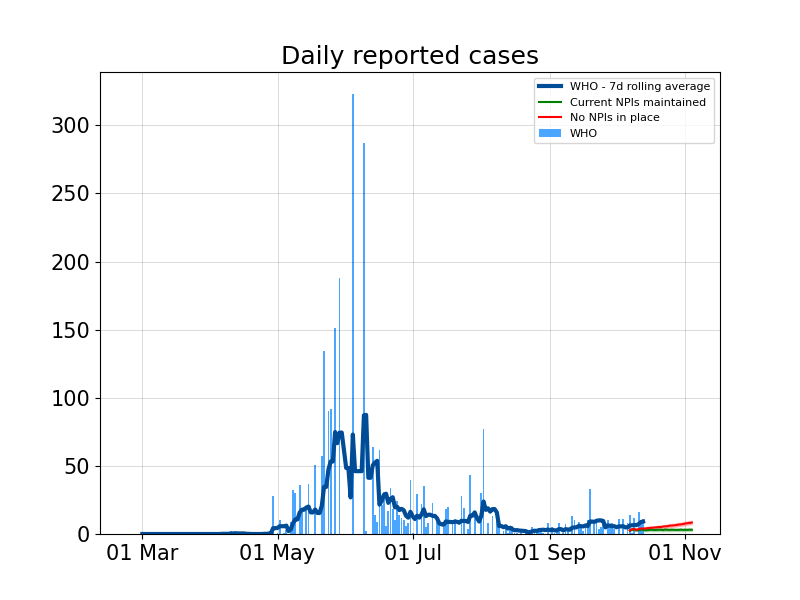 Daily reported cases
WHO - 7d rolling average
Current NPIs maintained
No NPIs in place
WHO
300
250
200
150
100
50
0
01 Mar
01 May
01 Jul
01 Sep
01 Nov